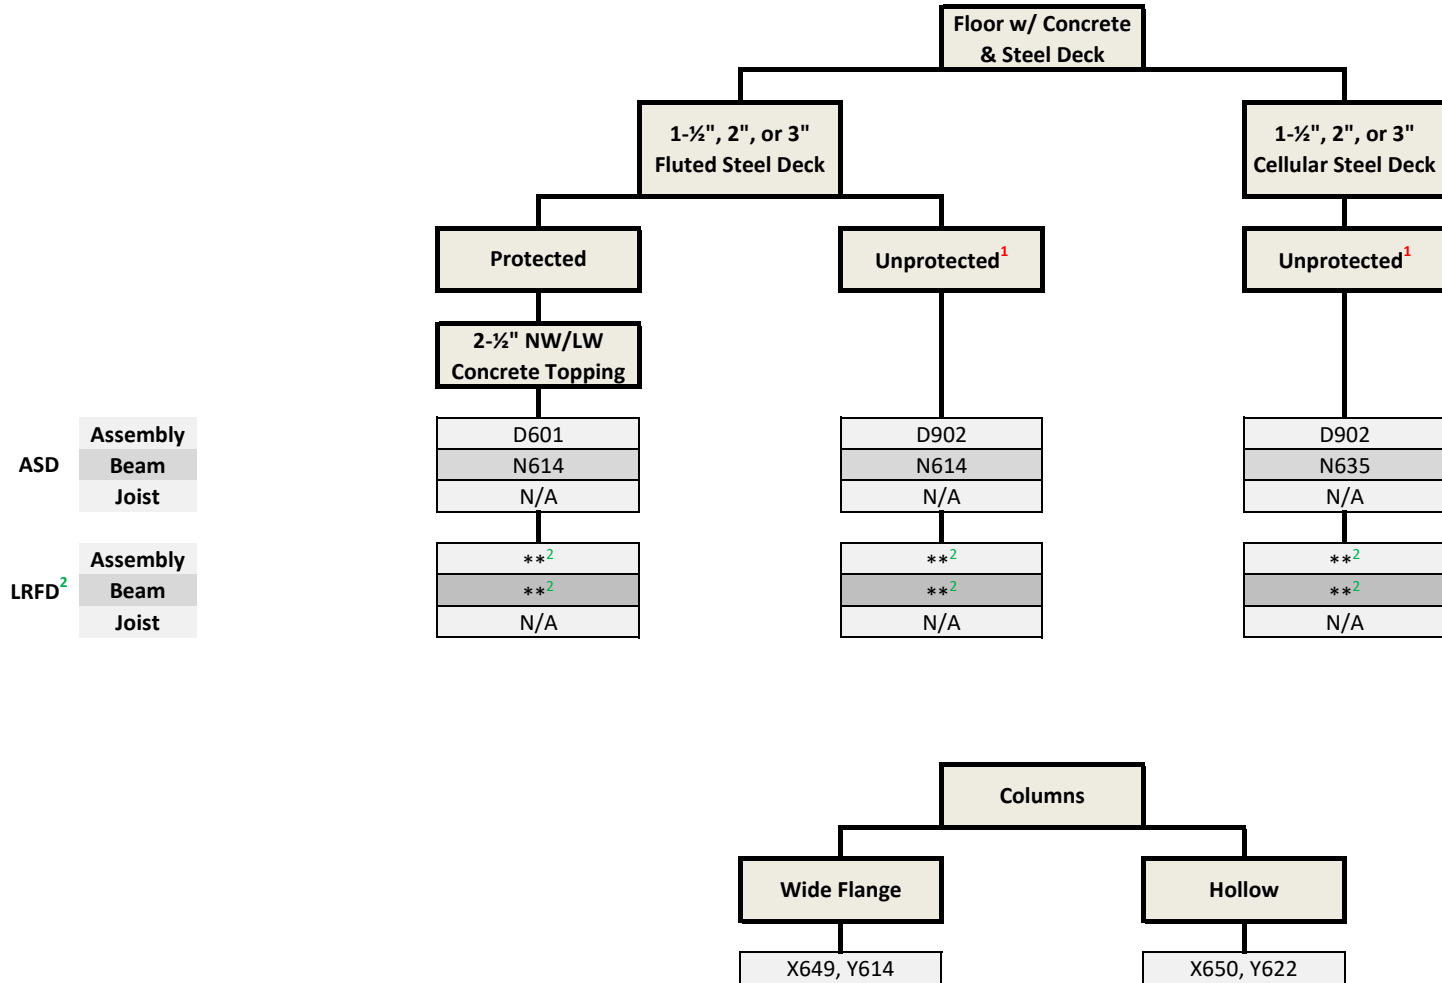 Floor w/ Concrete
& Steel Deck
1-½", 2", or 3"
Fluted Steel Deck
1-½", 2", or 3"
Cellular Steel Deck
Protected
Unprotected1
Unprotected1
2-½" NW/LW
Concrete Topping
Assembly D601 D902 D902
ASD Beam N614 N614 N635
Joist N/A N/A N/A
Assembly **2 **2 **2
LRFD2 Beam **2 **2 **2
Joist N/A N/A N/A
Columns
Wide Flange Hollow
X649, Y614 X650, Y622